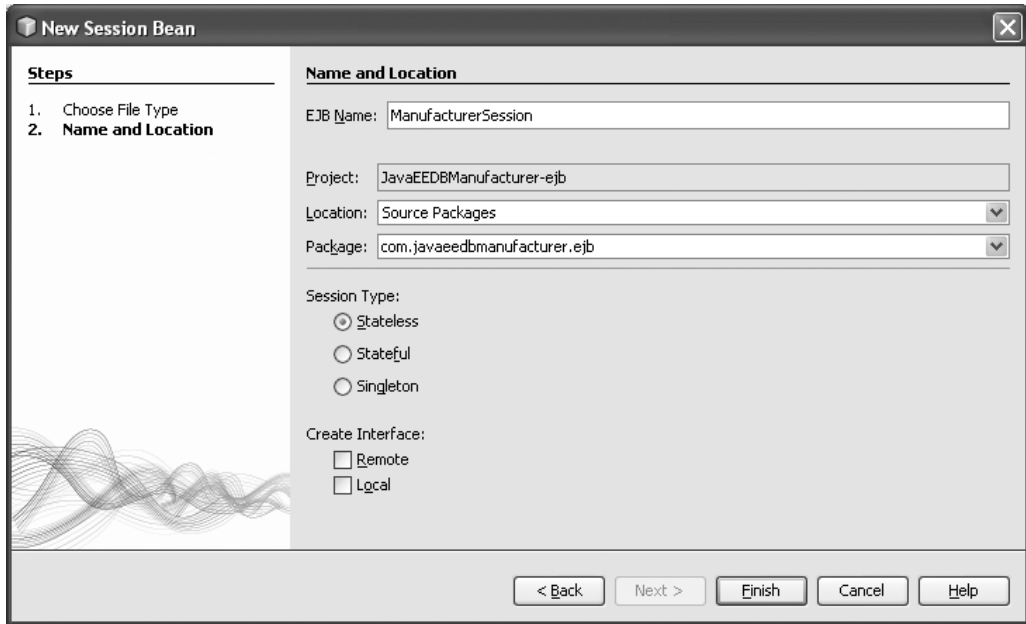 New Session Bean
Steps
1. Choose File Type
2. Name and Location
Name and Location
EJB Name: ManufacturerSession
Project: JavaEEDBManufacturer-ejb
Location: Source Packages
Package: com.javaeedbmanufacturer.ejb
Session Type:
Stateless
Stateful
Singleton
Create Interface:
Remote
Local
< Back Next > Finish Cancel Help